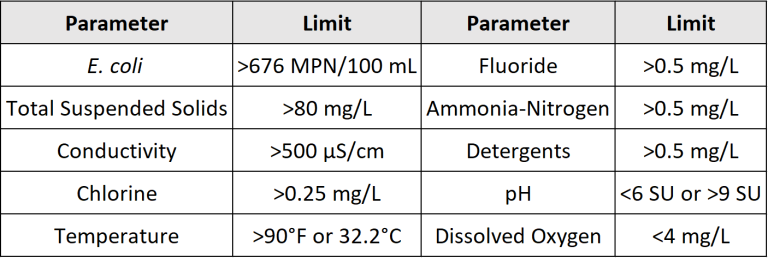 Parameter Limit Parameter Limit
E. coli >676 MPN/100 mL Fluoride >0.5 mg/L
Total Suspended Solids >80 mg/L Ammonia-Nitrogen >0.5 mg/L
Conductivity >500 µS/cm Detergents >0.5 mg/L
Chlorine >0.25 mg/L pH <6 SU or >9 SU
Temperature >90°F or 32.2°C Dissolved Oxygen <4 mg/L